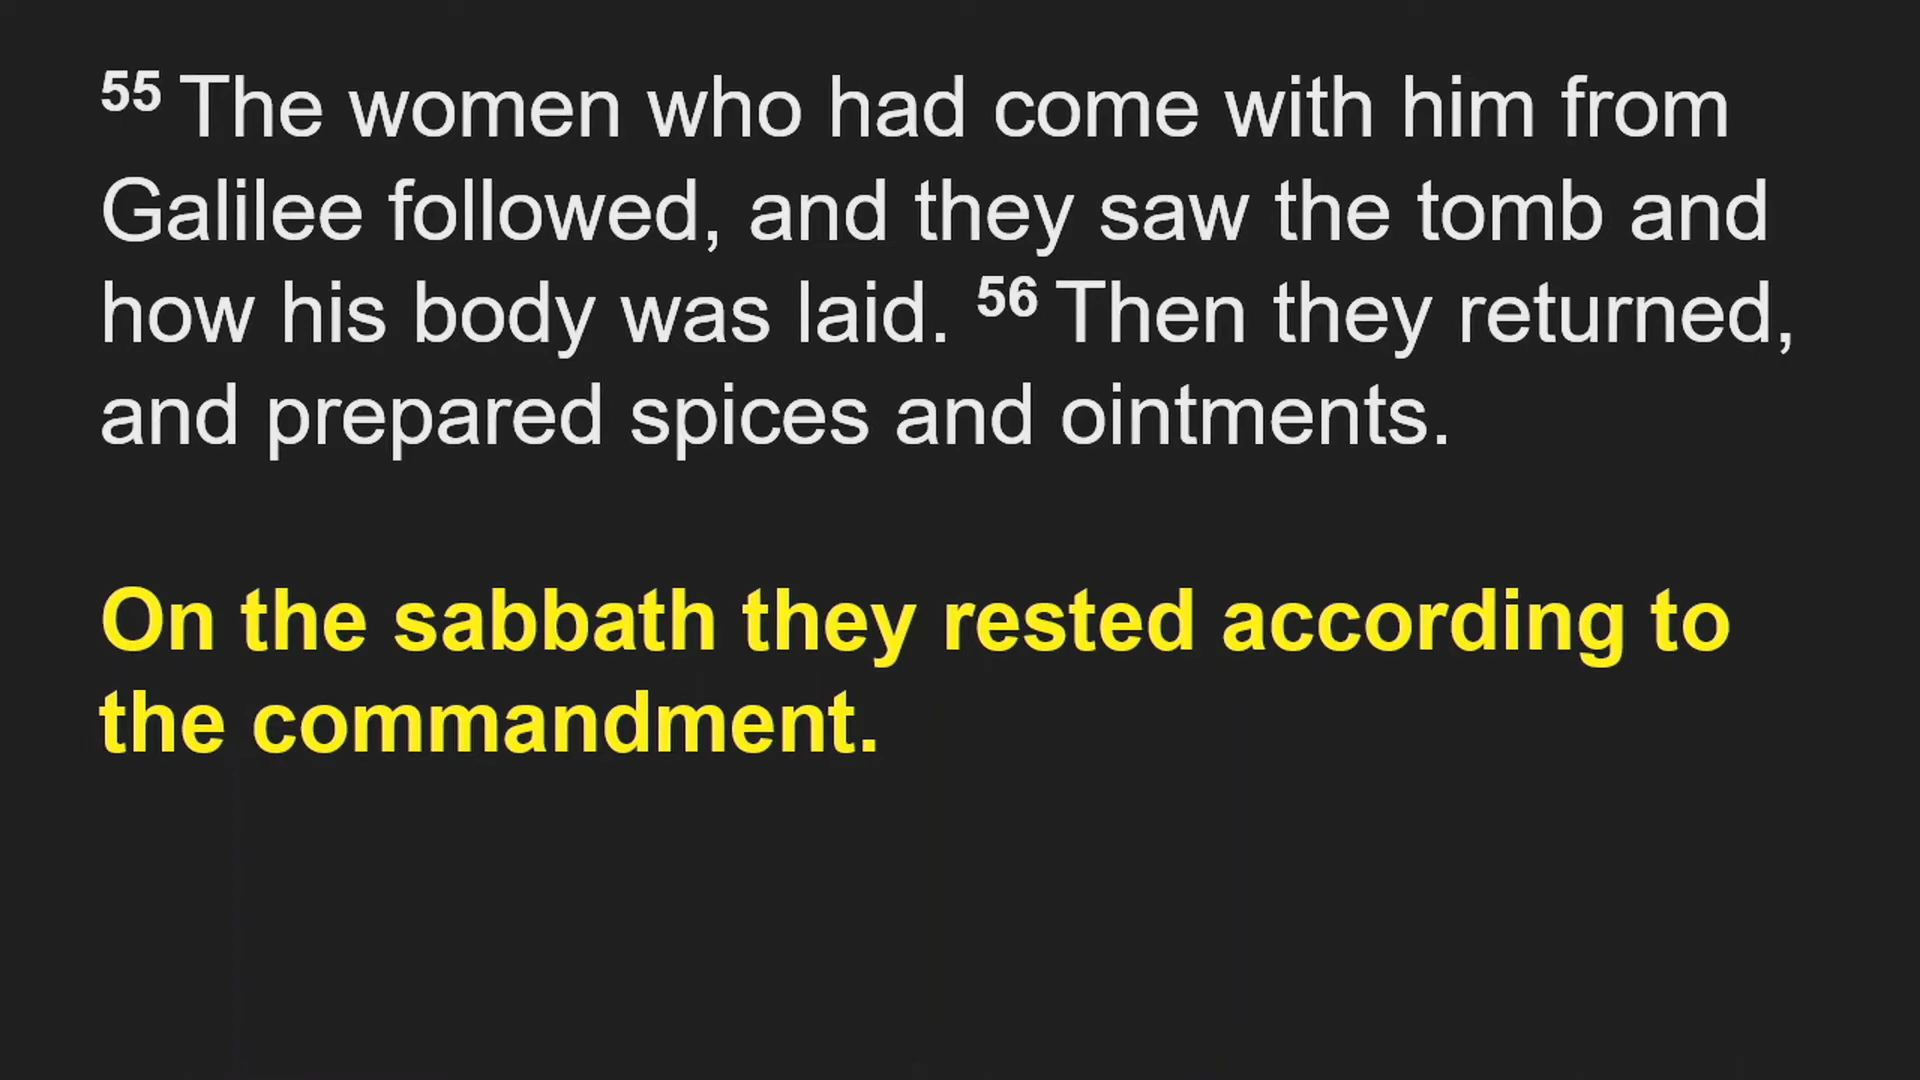 55 The women who had come with him from
Galilee followed, and they saw the tomb and
how his body was laid. 56 Then they returned,
and prepared spices and ointments.
On the sabbath they rested according to
the commandment.